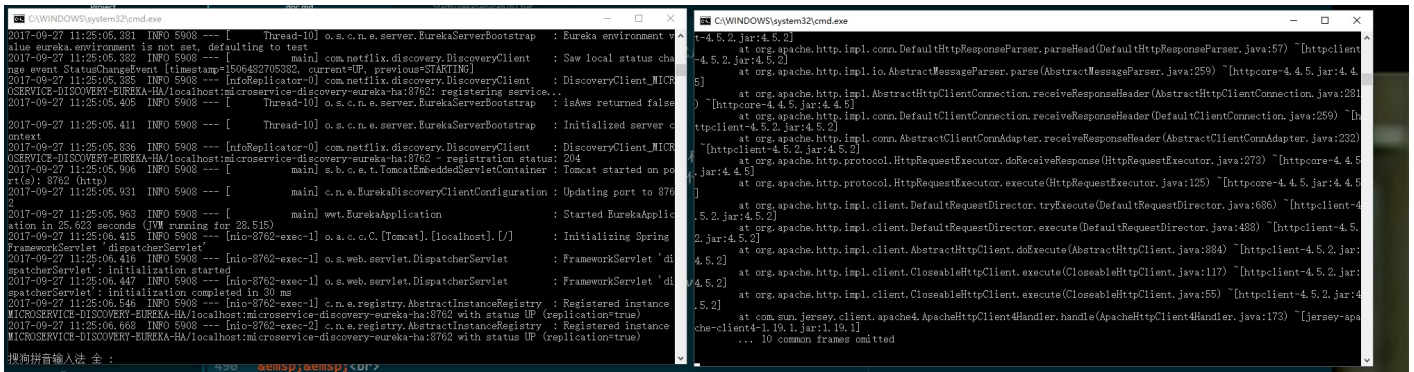 C:\WINDOWS\system32\cmd.exe
2017-09-27 11:25:05.381  INFO 5908 --- [      Thread-10] o.s.c.n.e.server.EurekaServerBootstrap   : Eureka environment v
alue eureka.environment is not set, defaulting to test
2017-09-27 11:25:05.382  INFO 5908 --- [           main] com.netflix.discovery.DiscoveryClient    : Saw local status cha
nge event StatusChangeEvent [timestamp=1506482705382, current=UP, previous=STARTING]
2017-09-27 11:25:05.385  INFO 5908 --- [nfoReplicator-0] com.netflix.discovery.DiscoveryClient    : DiscoveryClient_MICR
OSERVICE-DISCOVERY-EUREKA-HA/localhost:microservice-discovery-eureka-ha:8762: registering service...
2017-09-27 11:25:05.405  INFO 5908 --- [      Thread-10] o.s.c.n.e.server.EurekaServerBootstrap   : isAws returned false
2017-09-27 11:25:05.411  INFO 5908 --- [      Thread-10] o.s.c.n.e.server.EurekaServerBootstrap   : Initialized server c
ontext
2017-09-27 11:25:05.836  INFO 5908 --- [nfoReplicator-0] com.netflix.discovery.DiscoveryClient    : DiscoveryClient_MICR
OSERVICE-DISCOVERY-EUREKA-HA/localhost:microservice-discovery-eureka-ha:8762 - registration status: 204
2017-09-27 11:25:05.906  INFO 5908 --- [           main] s.b.c.e.t.TomcatEmbeddedServletContainer : Tomcat started on po
rt(s): 8762 (http)
2017-09-27 11:25:05.931  INFO 5908 --- [           main] c.n.e.EurekaDiscoveryClientConfiguration : Updating port to 876
2
2017-09-27 11:25:05.963  INFO 5908 --- [           main] wwt.EurekaApplication                    : Started EurekaApplic
ation in 25.623 seconds (JVM running for 28.515)
2017-09-27 11:25:06.415  INFO 5908 --- [nio-8762-exec-1] o.a.c.c.C.[Tomcat].[localhost].[/]       : Initializing Spring
FrameworkServlet 'dispatcherServlet'
2017-09-27 11:25:06.416  INFO 5908 --- [nio-8762-exec-1] o.s.web.servlet.DispatcherServlet        : FrameworkServlet 'di
spatcherServlet': initialization started
2017-09-27 11:25:06.447  INFO 5908 --- [nio-8762-exec-1] o.s.web.servlet.DispatcherServlet        : FrameworkServlet 'di
spatcherServlet': initialization completed in 30 ms
2017-09-27 11:25:06.546  INFO 5908 --- [nio-8762-exec-1] c.n.e.registry.AbstractInstanceRegistry  : Registered instance
MICROSERVICE-DISCOVERY-EUREKA-HA/localhost:microservice-discovery-eureka-ha:8762 with status UP (replication=true)
2017-09-27 11:25:06.668  INFO 5908 --- [nio-8762-exec-2] c.n.e.registry.AbstractInstanceRegistry  : Registered instance
MICROSERVICE-DISCOVERY-EUREKA-HA/localhost:microservice-discovery-eureka-ha:8762 with status UP (replication=true)
搜狗拼音输入法 全 :
C:\WINDOWS\system32\cmd.exe
t-4.5.2.jar:4.5.2]
at org.apache.http.impl.conn.DefaultHttpResponseParser.parseHead(DefaultHttpResponseParser.java:57) ~[httpclient
-4.5.2.jar:4.5.2]
at org.apache.http.impl.io.AbstractMessageParser.parse(AbstractMessageParser.java:259) ~[httpcore-4.4.5.jar:4.4.
5]
at org.apache.http.impl.AbstractHttpClientConnection.receiveResponseHeader(AbstractHttpClientConnection.java:281
) ~[httpcore-4.4.5.jar:4.4.5]
at org.apache.http.impl.conn.DefaultClientConnection.receiveResponseHeader(DefaultClientConnection.java:259) ~[h
ttpclient-4.5.2.jar:4.5.2]
at org.apache.http.impl.conn.AbstractClientConnAdapter.receiveResponseHeader(AbstractClientConnAdapter.java:232)
~[httpclient-4.5.2.jar:4.5.2]
at org.apache.http.protocol.HttpRequestExecutor.doReceiveResponse(HttpRequestExecutor.java:273) ~[httpcore-4.4.5
.jar:4.4.5]
at org.apache.http.protocol.HttpRequestExecutor.execute(HttpRequestExecutor.java:125) ~[httpcore-4.4.5.jar:4.4.5
]
at org.apache.http.impl.client.DefaultRequestDirector.tryExecute(DefaultRequestDirector.java:686) ~[httpclient-4
.5.2.jar:4.5.2]
at org.apache.http.impl.client.DefaultRequestDirector.execute(DefaultRequestDirector.java:488) ~[httpclient-4.5.
2.jar:4.5.2]
at org.apache.http.impl.client.AbstractHttpClient.doExecute(AbstractHttpClient.java:884) ~[httpclient-4.5.2.jar:
4.5.2]
at org.apache.http.impl.client.CloseableHttpClient.execute(CloseableHttpClient.java:117) ~[httpclient-4.5.2.jar:
4.5.2]
at org.apache.http.impl.client.CloseableHttpClient.execute(CloseableHttpClient.java:55) ~[httpclient-4.5.2.jar:4
.5.2]
at com.sun.jersey.client.apache4.ApacheHttpClient4Handler.handle(ApacheHttpClient4Handler.java:173) ~[jersey-apa
che-client4-1.19.1.jar:1.19.1]
... 10 common frames omitted
490 &emsp;&emsp;<br>